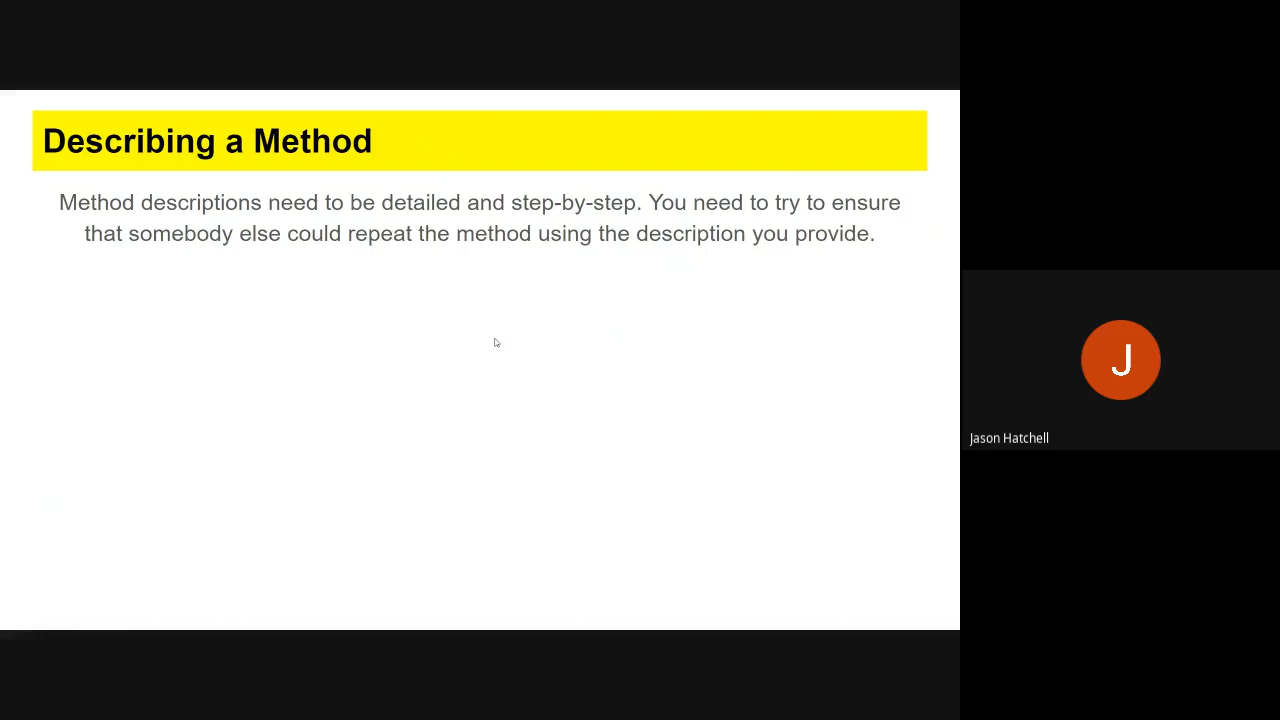 Describing a Method
Method descriptions need to be detailed and step-by-step. You need to try to ensure
that somebody else could repeat the method using the description you provide.
J
Jason Hatchell